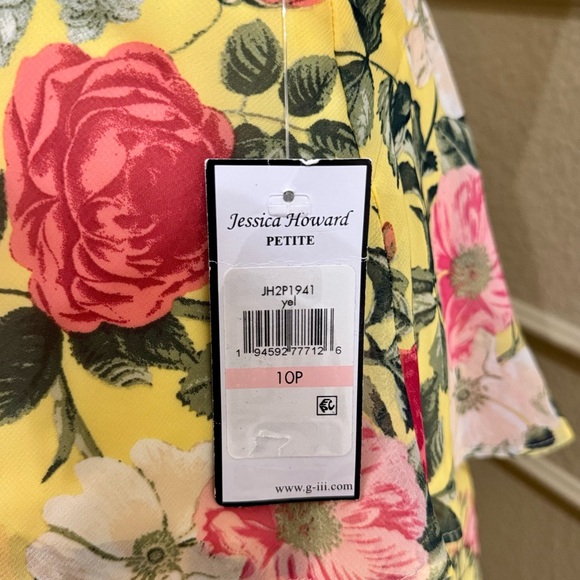 Jessica Howard
PETITE
JH2P1941
yel
1 94592 77712 6
10P
www.g-iii.com